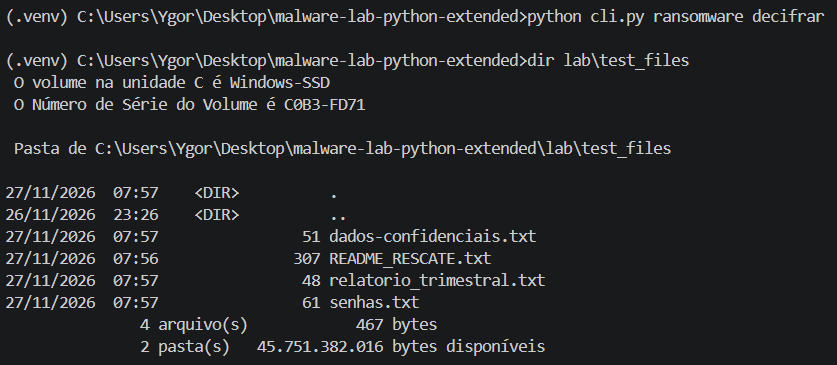 (.venv) C:\Users\Ygor\Desktop\malware-lab-python-extended>python cli.py ransomware decifrar
(.venv) C:\Users\Ygor\Desktop\malware-lab-python-extended>dir lab\test_files
O volume na unidade C é Windows-SSD
O Número de Série do Volume é C0B3-FD71
Pasta de C:\Users\Ygor\Desktop\malware-lab-python-extended\lab\test_files
27/11/2026  07:57    <DIR>          .
26/11/2026  23:26    <DIR>          ..
27/11/2026  07:57                51 dados-confidenciais.txt
27/11/2026  07:56               307 README_RESCATE.txt
27/11/2026  07:57                48 relatorio_trimestral.txt
27/11/2026  07:57                61 senhas.txt
4 arquivo(s)            467 bytes
2 pasta(s)   45.751.382.016 bytes disponíveis